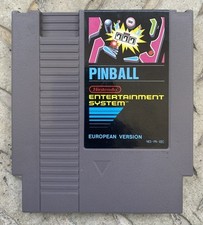 PINBALL
Nintendo
ENTERTAINMENT
SYSTEM
EUROPEAN VERSION